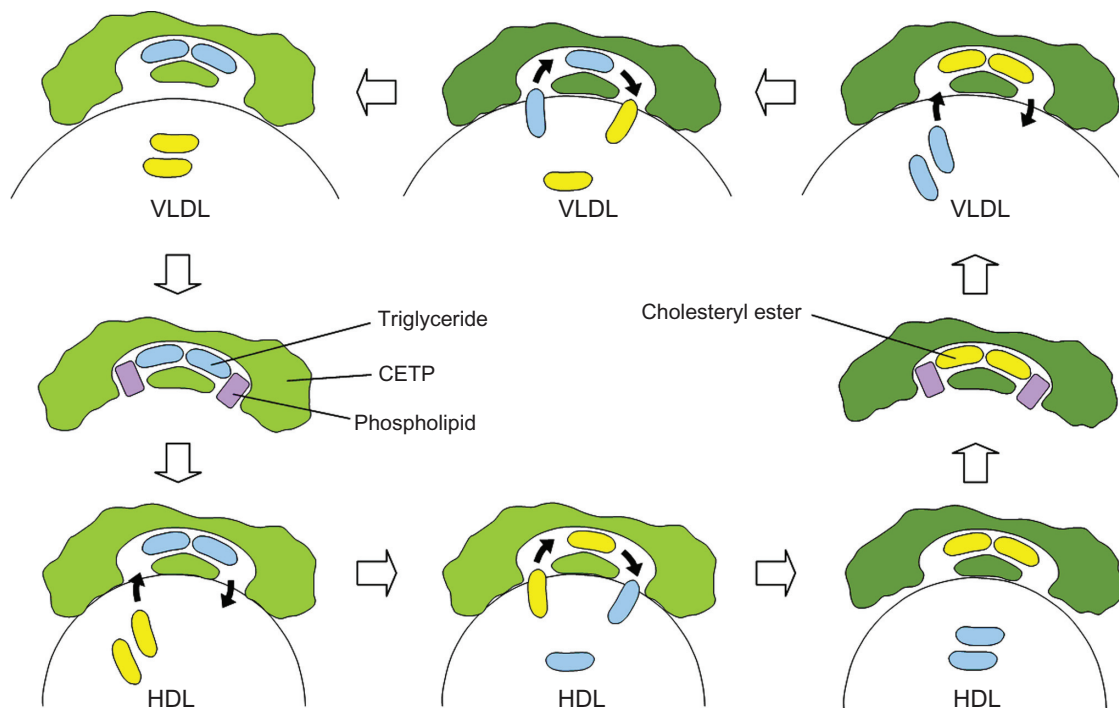 VLDL
VLDL
VLDL
Triglyceride
Cholesteryl ester
CETP
Phospholipid
HDL
HDL
HDL